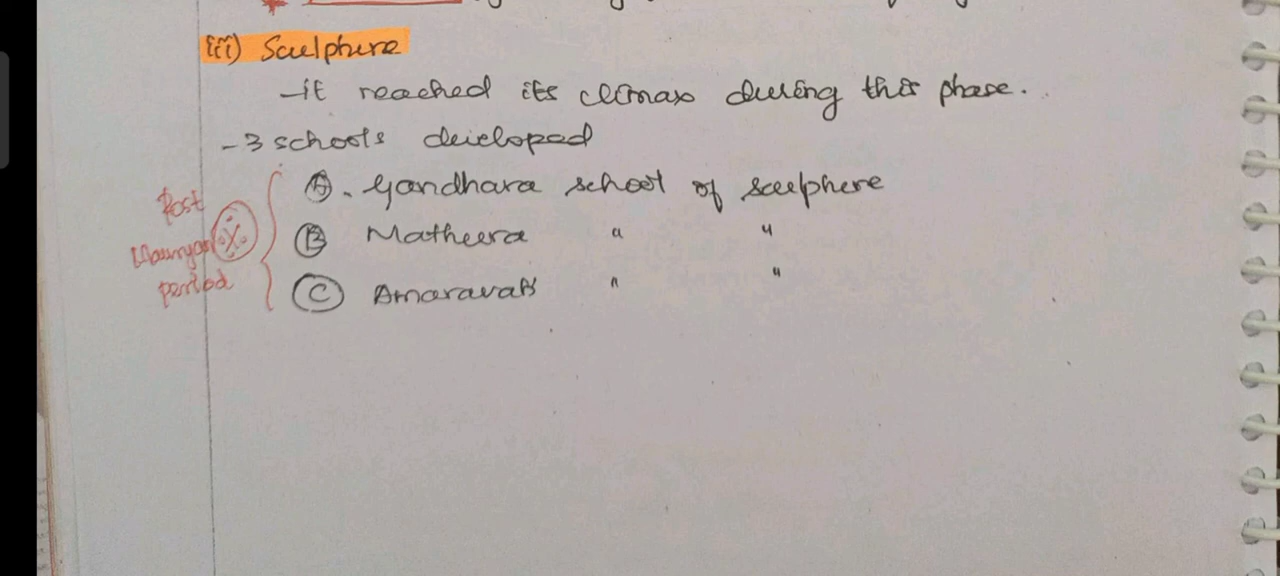 iii) Sculpture
- it reached its climax during this phase.
- 3 schools developed
Ⓐ. Gandhara school of sculpture
Ⓑ Mathura " "
Ⓒ Amaravati " "
Post
Mauryan
period